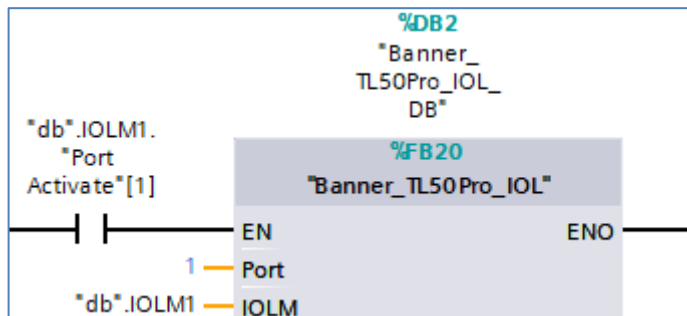 %DB2
"Banner_
TL50Pro_IOL_
DB"
"db".IOLM1.
"Port
Activate"[1]
%FB20
"Banner_TL50Pro_IOL"
EN
ENO
1
Port
"db".IOLM1
IOLM